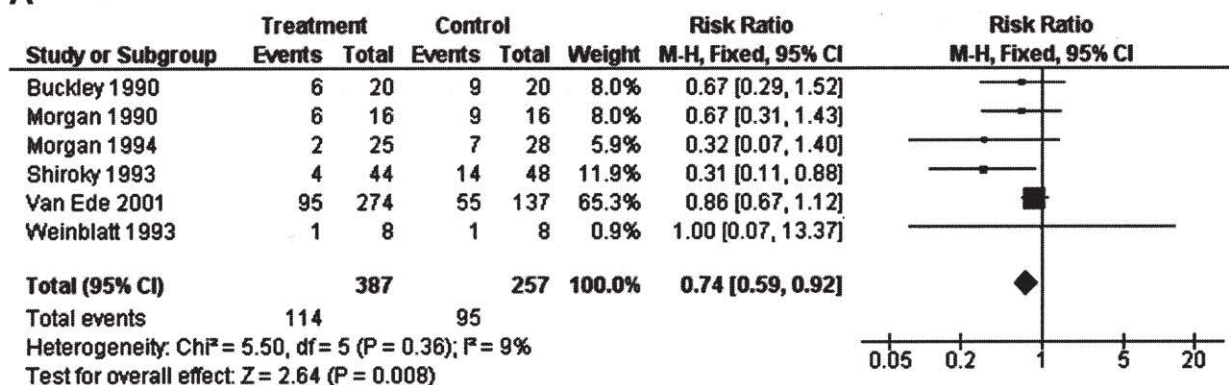 A
Treatment Control Risk Ratio Risk Ratio
Study or Subgroup Events Total Events Total Weight M-H, Fixed, 95% CI M-H, Fixed, 95% CI
Buckley 1990 6 20 9 20 8.0% 0.67 [0.29, 1.52]
Morgan 1990 6 16 9 16 8.0% 0.67 [0.31, 1.43]
Morgan 1994 2 25 7 28 5.9% 0.32 [0.07, 1.40]
Shiroky 1993 4 44 14 48 11.9% 0.31 [0.11, 0.88]
Van Ede 2001 95 274 55 137 65.3% 0.86 [0.67, 1.12]
Weinblatt 1993 1 8 1 8 0.9% 1.00 [0.07, 13.37]
Total (95% CI) 387 257 100.0% 0.74 [0.59, 0.92]
Total events 114 95
Heterogeneity: Chi² = 5.50, df = 5 (P = 0.36); I² = 9%
Test for overall effect: Z = 2.64 (P = 0.008)
0.05 0.2 1 5 20